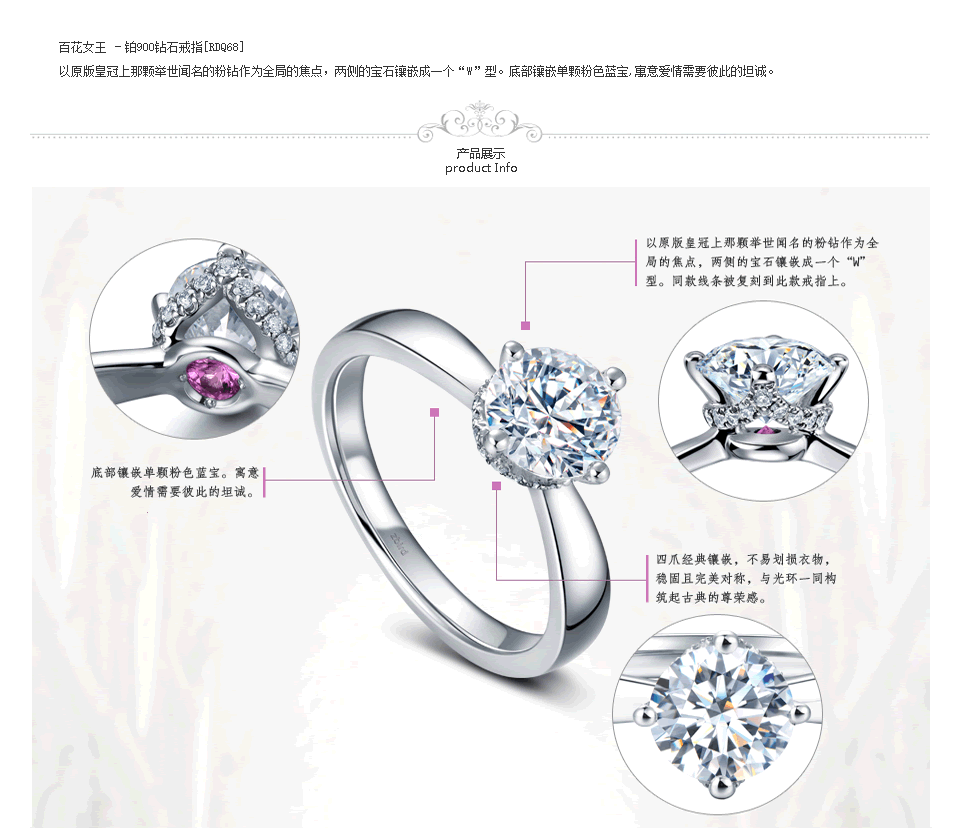 百花女王 －铂900钻石戒指[RDQ68]
以原版皇冠上那颗举世闻名的粉钻作为全局的焦点，两侧的宝石镶嵌成一个“W”型。底部镶嵌单颗粉色蓝宝,寓意爱情需要彼此的坦诚。
产品展示
product Info
以原版皇冠上那颗举世闻名的粉钻作为全
局的焦点，两侧的宝石镶嵌成一个“W”
型。同款线条被复刻到此款戒指上。
底部镶嵌单颗粉色蓝宝。寓意
爱情需要彼此的坦诚。
四爪经典镶嵌，不易划损衣物，
稳固且完美对称，与光环一同构
筑起古典的尊荣感。